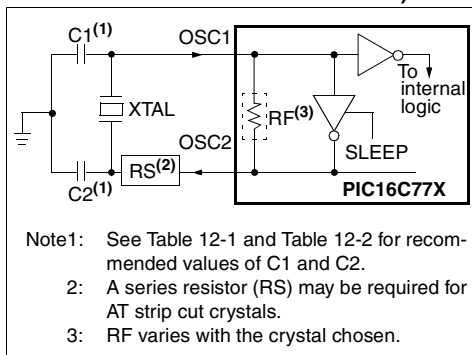 C1(1)
OSC1
To
internal
logic
XTAL
RF(3)
OSC2
SLEEP
C2(1)
RS(2)
PIC16C77X
Note1: See Table 12-1 and Table 12-2 for recom-
mended values of C1 and C2.
2: A series resistor (RS) may be required for
AT strip cut crystals.
3: RF varies with the crystal chosen.